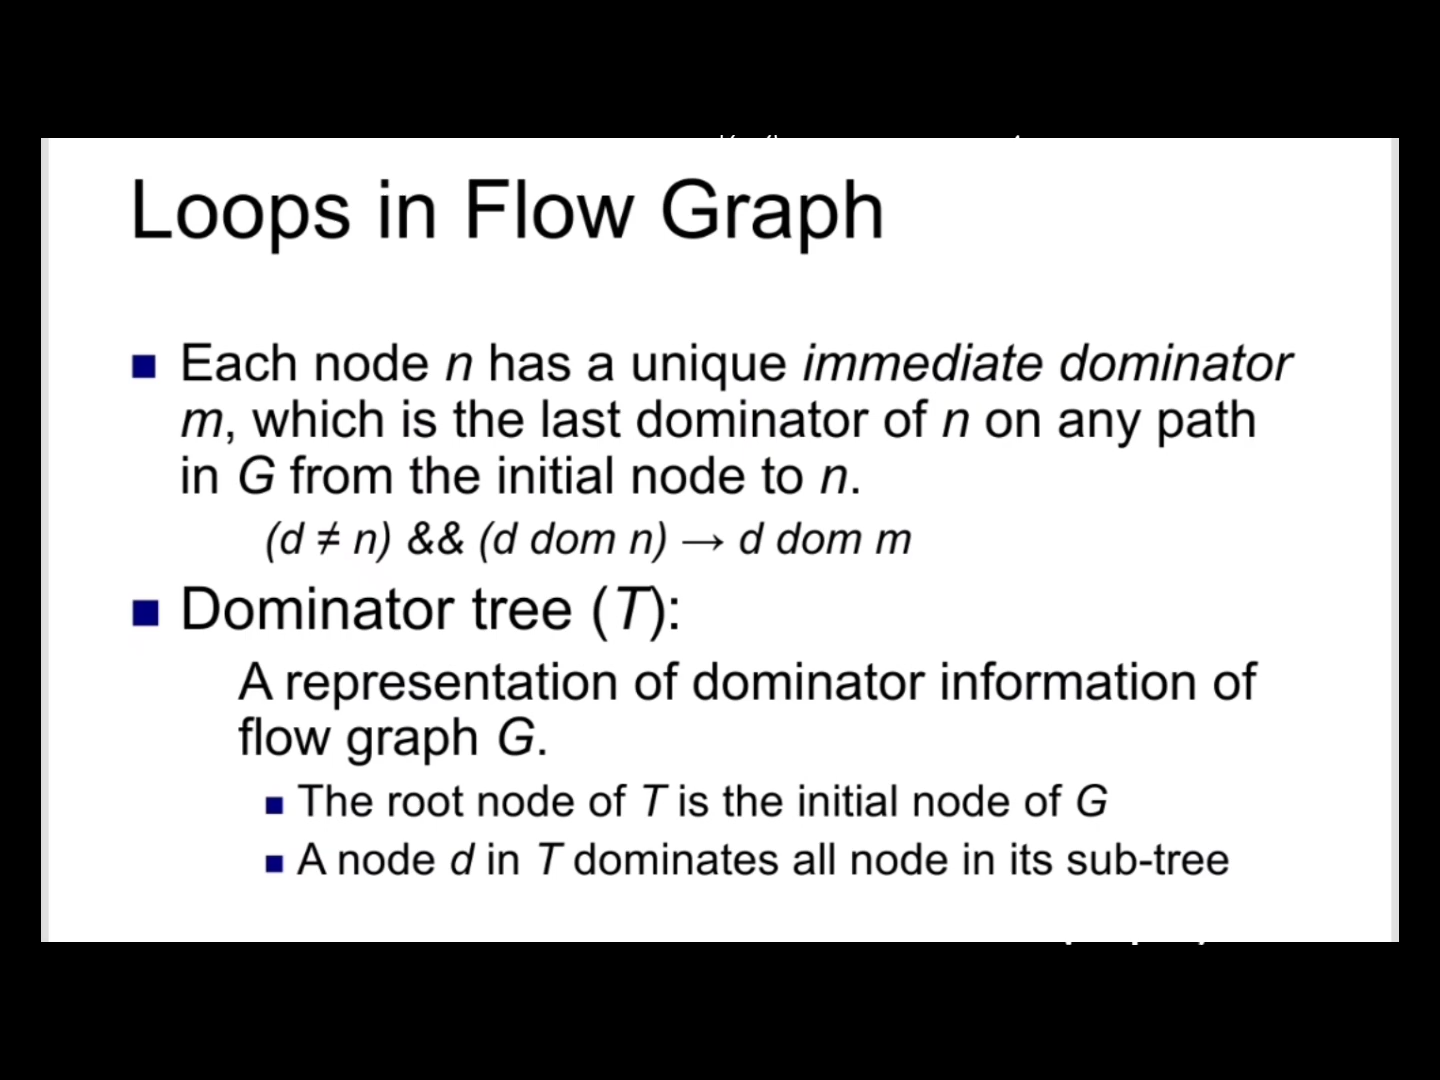 Loops in Flow Graph
Each node n has a unique immediate dominator
m, which is the last dominator of n on any path
in G from the initial node to n.
(d ≠ n) && (d dom n) → d dom m
Dominator tree (T):
A representation of dominator information of
flow graph G.
The root node of T is the initial node of G
A node d in T dominates all node in its sub-tree